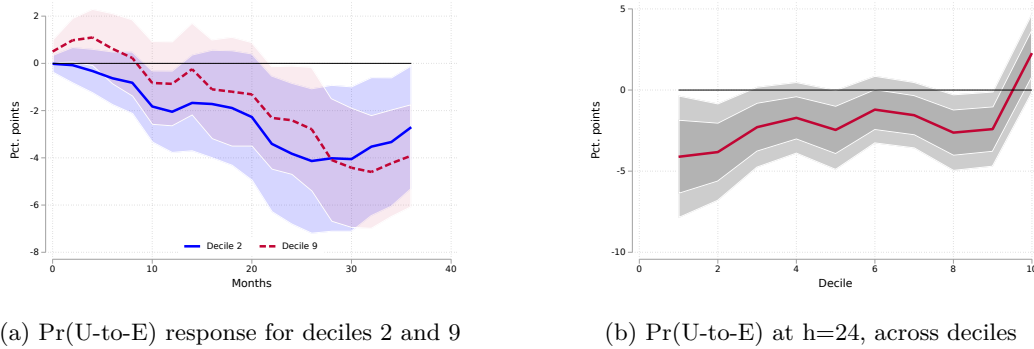 2
0
-2
-4
-6
-8
Pct. points
0
10
20
30
40
Months
Decile 2
Decile 9
(a) Pr(U-to-E) response for deciles 2 and 9
5
0
-5
-10
Pct. points
0
2
4
6
8
10
Decile
(b) Pr(U-to-E) at h=24, across deciles